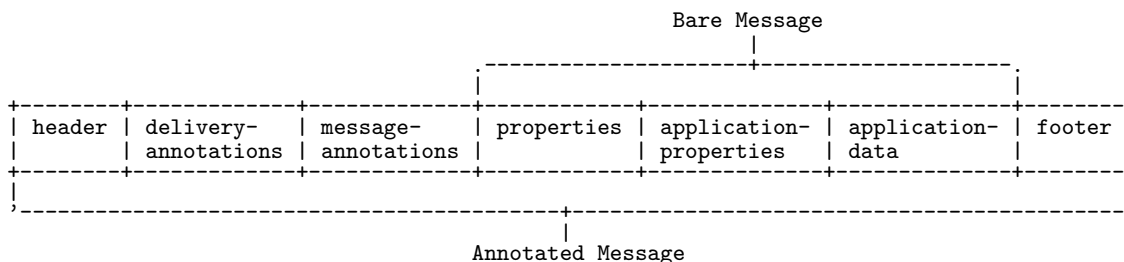 Bare Message
header | delivery- | message- | properties | application- | application- | footer
annotations | annotations | properties | data
Annotated Message